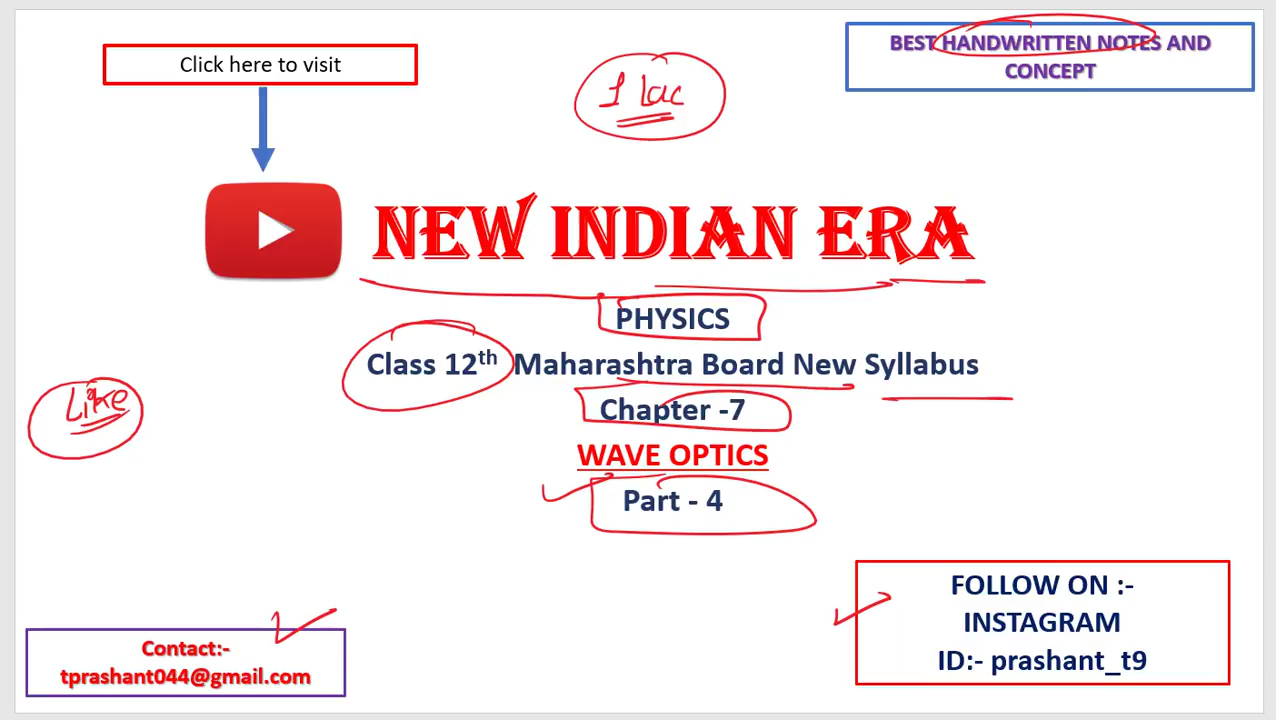 Click here to visit
1 lac
BEST HANDWRITTEN NOTES AND
CONCEPT
NEW INDIAN ERA
PHYSICS
Class 12th Maharashtra Board New Syllabus
Chapter -7
WAVE OPTICS
Part - 4
Like
Contact:-
tprashant044@gmail.com
FOLLOW ON :-
INSTAGRAM
ID:- prashant_t9